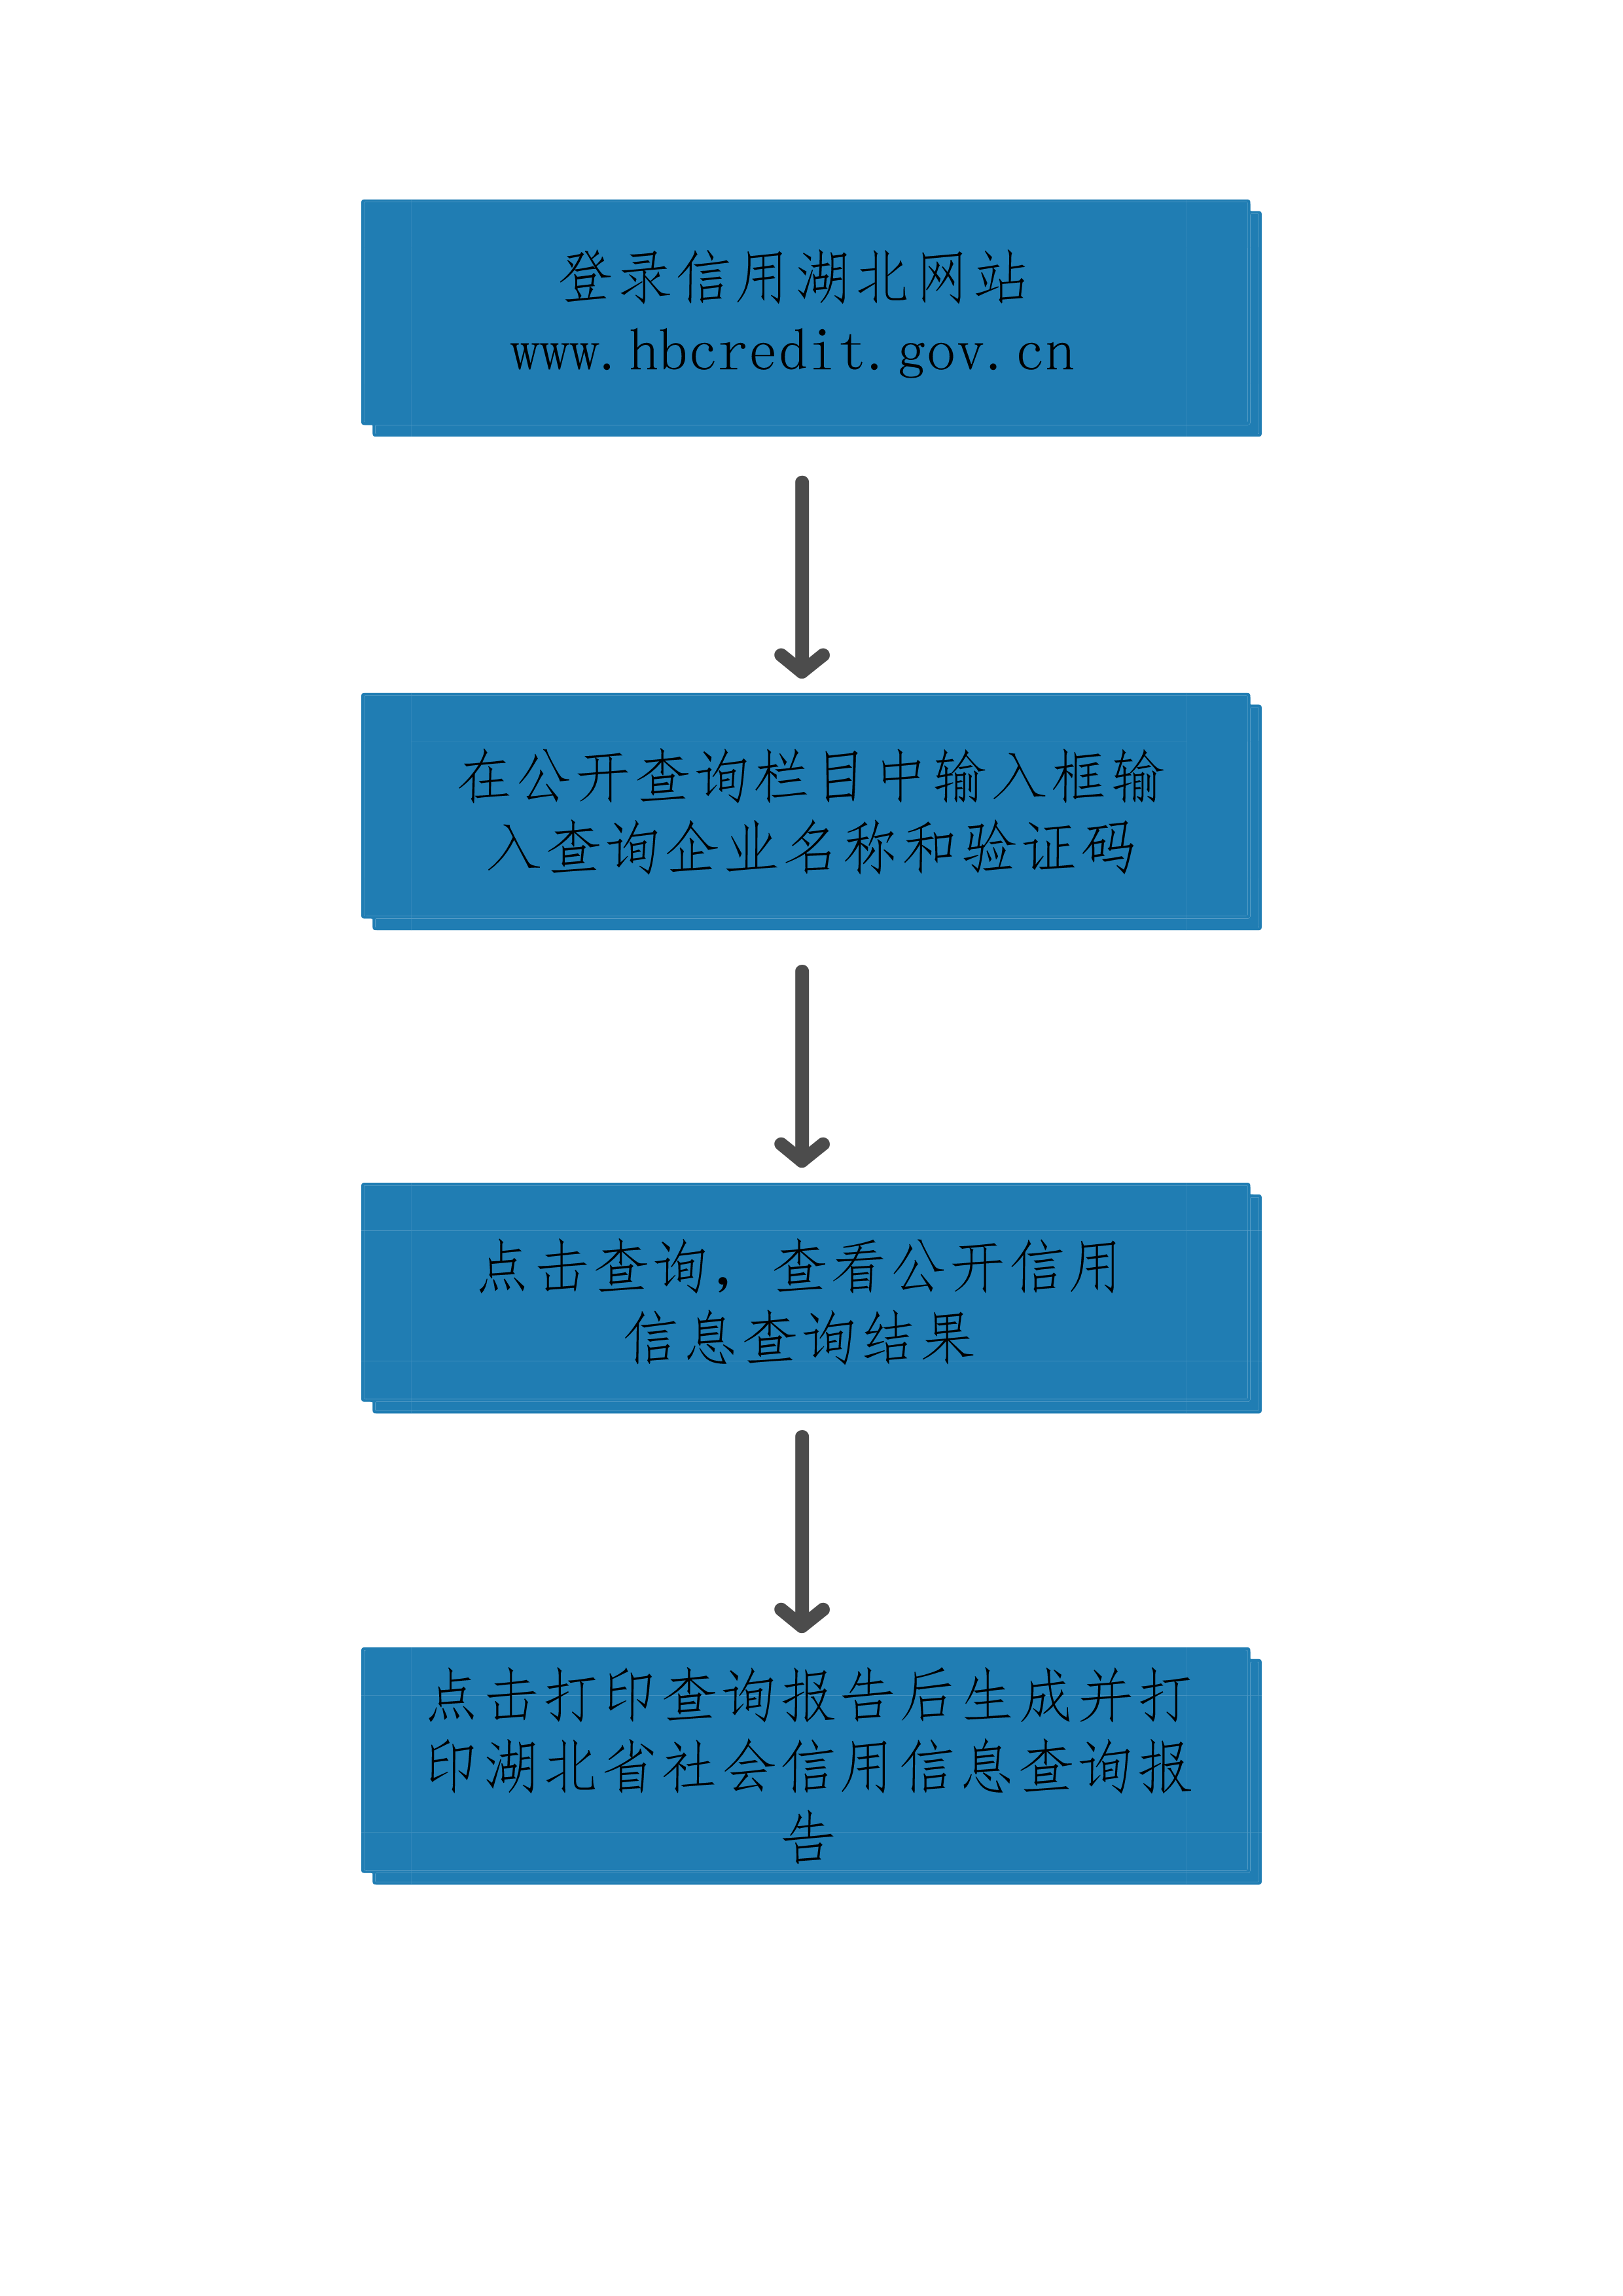 登录信用湖北网站
www.hbcredit.gov.cn
在公开查询栏目中输入框输
入查询企业名称和验证码
点击查询，查看公开信用
信息查询结果
点击打印查询报告后生成并打
印湖北省社会信用信息查询报
告